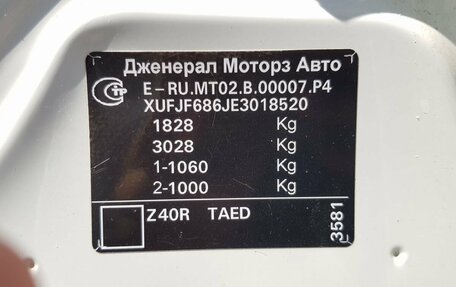 Дженерал Моторз Авто
E-RU.MT02.B.00007.P4
XUFJF686JE3018520
1828 Kg
3028 Kg
1-1060 Kg
2-1000 Kg
Z40R TAED
3581